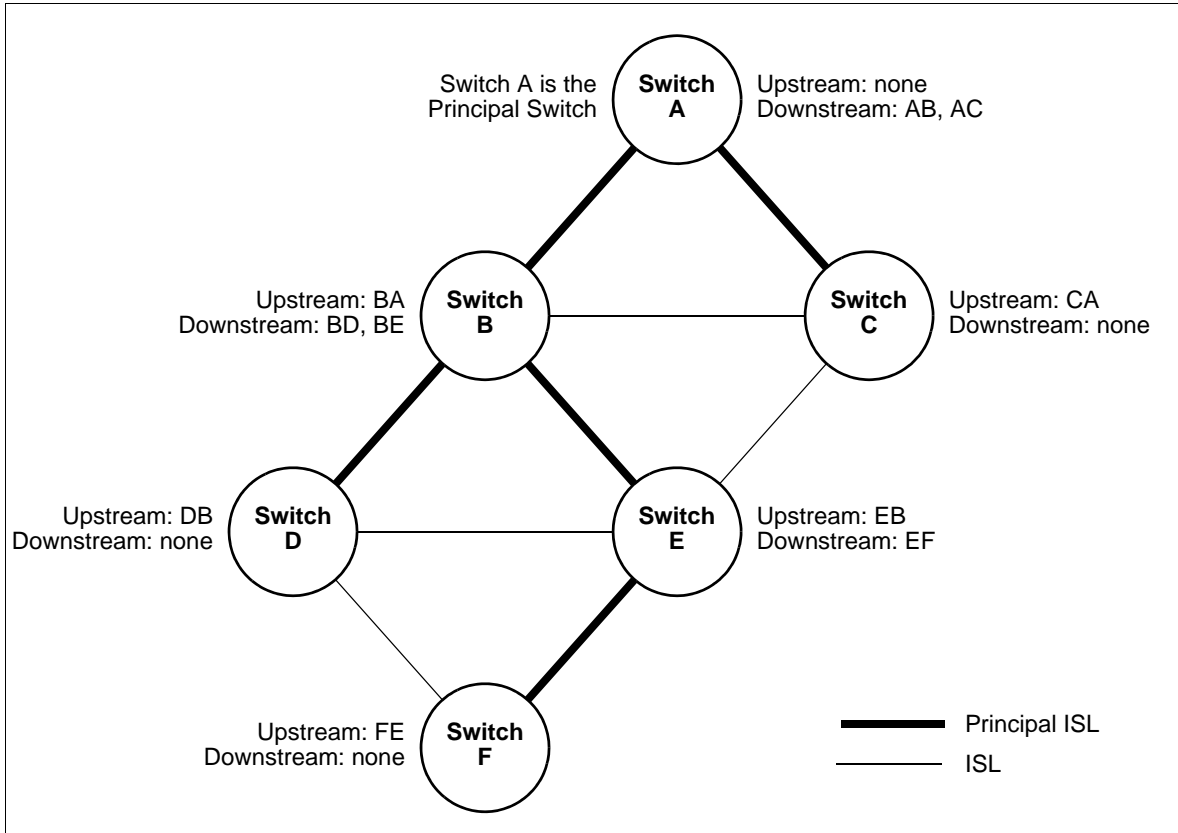 Switch A is the
Principal Switch
Switch
A
Upstream: none
Downstream: AB, AC
Upstream: BA
Downstream: BD, BE
Switch
B
Switch
C
Upstream: CA
Downstream: none
Upstream: DB
Downstream: none
Switch
D
Switch
E
Upstream: EB
Downstream: EF
Upstream: FE
Downstream: none
Switch
F
Principal ISL
ISL